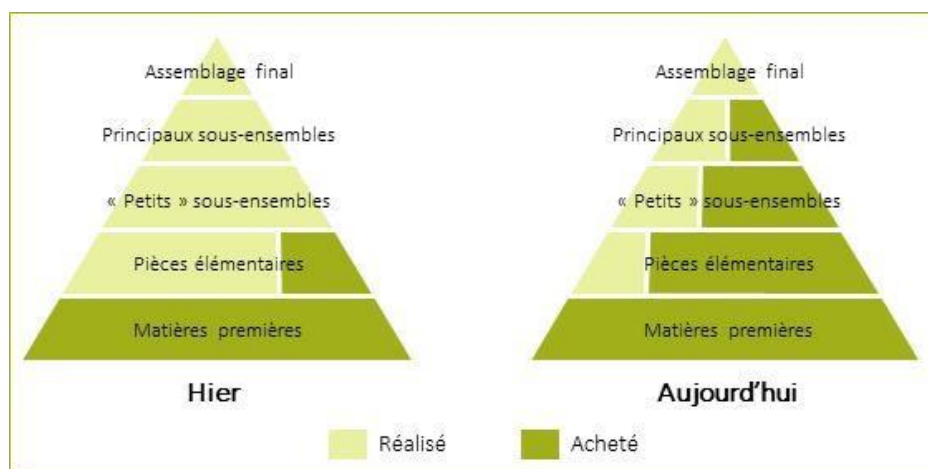 Assemblage final
Principaux sous-ensembles
« Petits » sous-ensembles
Pièces élémentaires
Matières premières
Hier
Assemblage final
Principaux sous-ensembles
« Petits » sous-ensembles
Pièces élémentaires
Matières premières
Aujourd'hui
Réalisé
Acheté